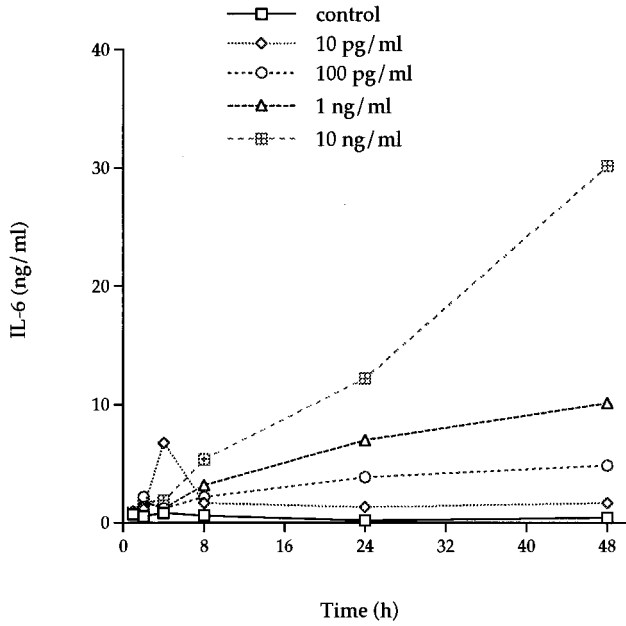 control
10 pg/ml
100 pg/ml
1 ng/ml
10 ng/ml
40
30
20
10
0
IL-6 (ng/ml)
0 8 16 24 32 40 48
Time (h)